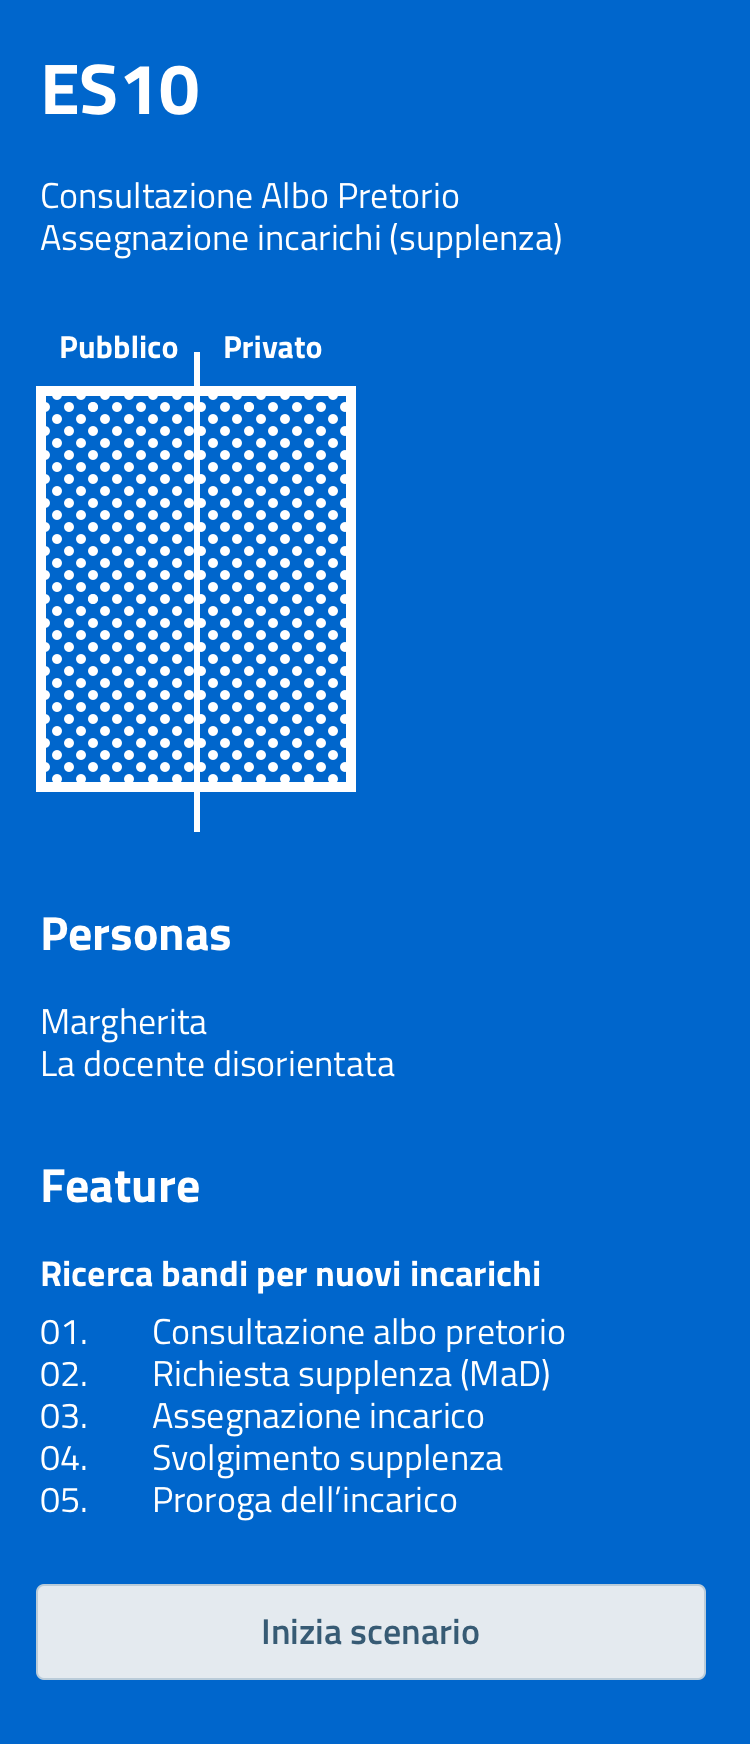 ES10
Consultazione Albo Pretorio
Assegnazione incarichi (supplenza)
Pubblico Privato
Personas
Margherita
La docente disorientata
Feature
Ricerca bandi per nuovi incarichi
01. Consultazione albo pretorio
02. Richiesta supplenza (MaD)
03. Assegnazione incarico
04. Svolgimento supplenza
05. Proroga dell’incarico
Inizia scenario